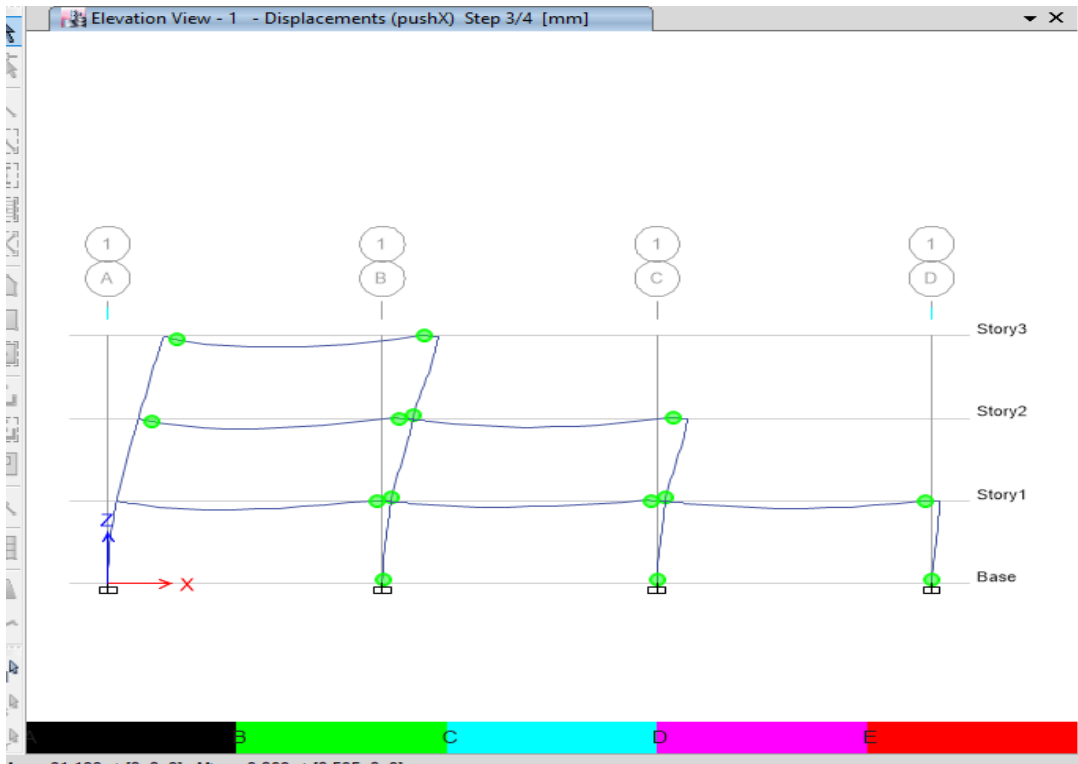 Elevation View - 1 - Displacements (pushX) Step 3/4 [mm]
1 1 1 1
A B C D
Story3
Story2
Story1
Z
X
Base
A B C D E